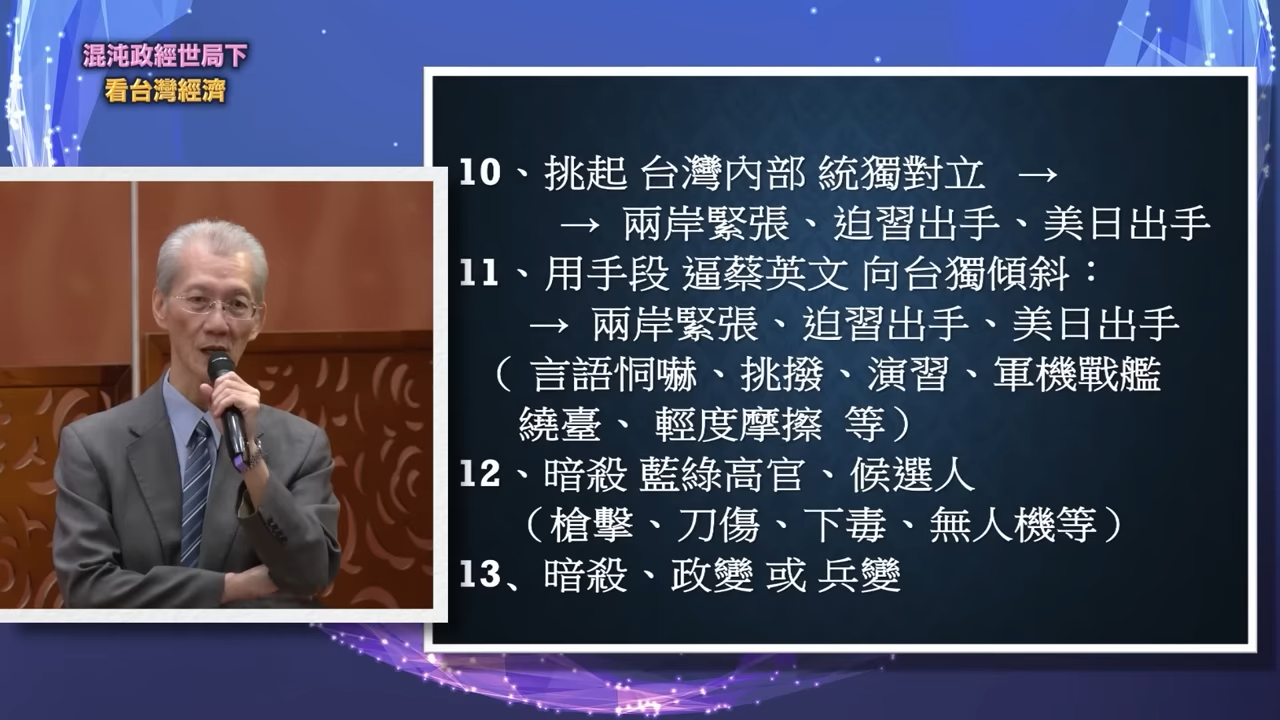 混沌政經世局下
看台灣經濟
10、挑起 台灣內部 統獨對立 →
→ 兩岸緊張、迫習出手、美日出手
11、用手段 逼蔡英文 向台獨傾斜：
→ 兩岸緊張、迫習出手、美日出手
（ 言語恫嚇、挑撥、演習、軍機戰艦
繞臺、 輕度摩擦 等）
12、暗殺 藍綠高官、候選人
（槍擊、刀傷、下毒、無人機等）
13、暗殺、政變 或 兵變